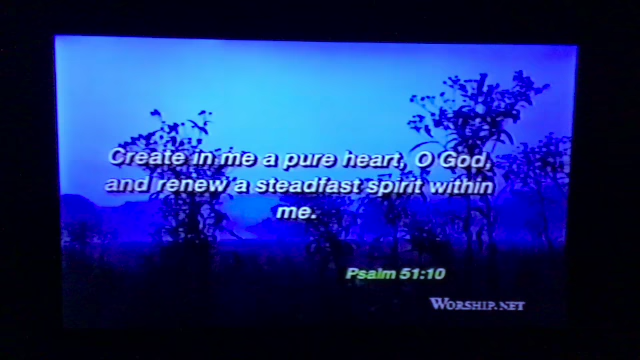 Create in me a pure heart, O God,
and renew a steadfast spirit within
me.
Psalm 51:10
WORSHIP.NET